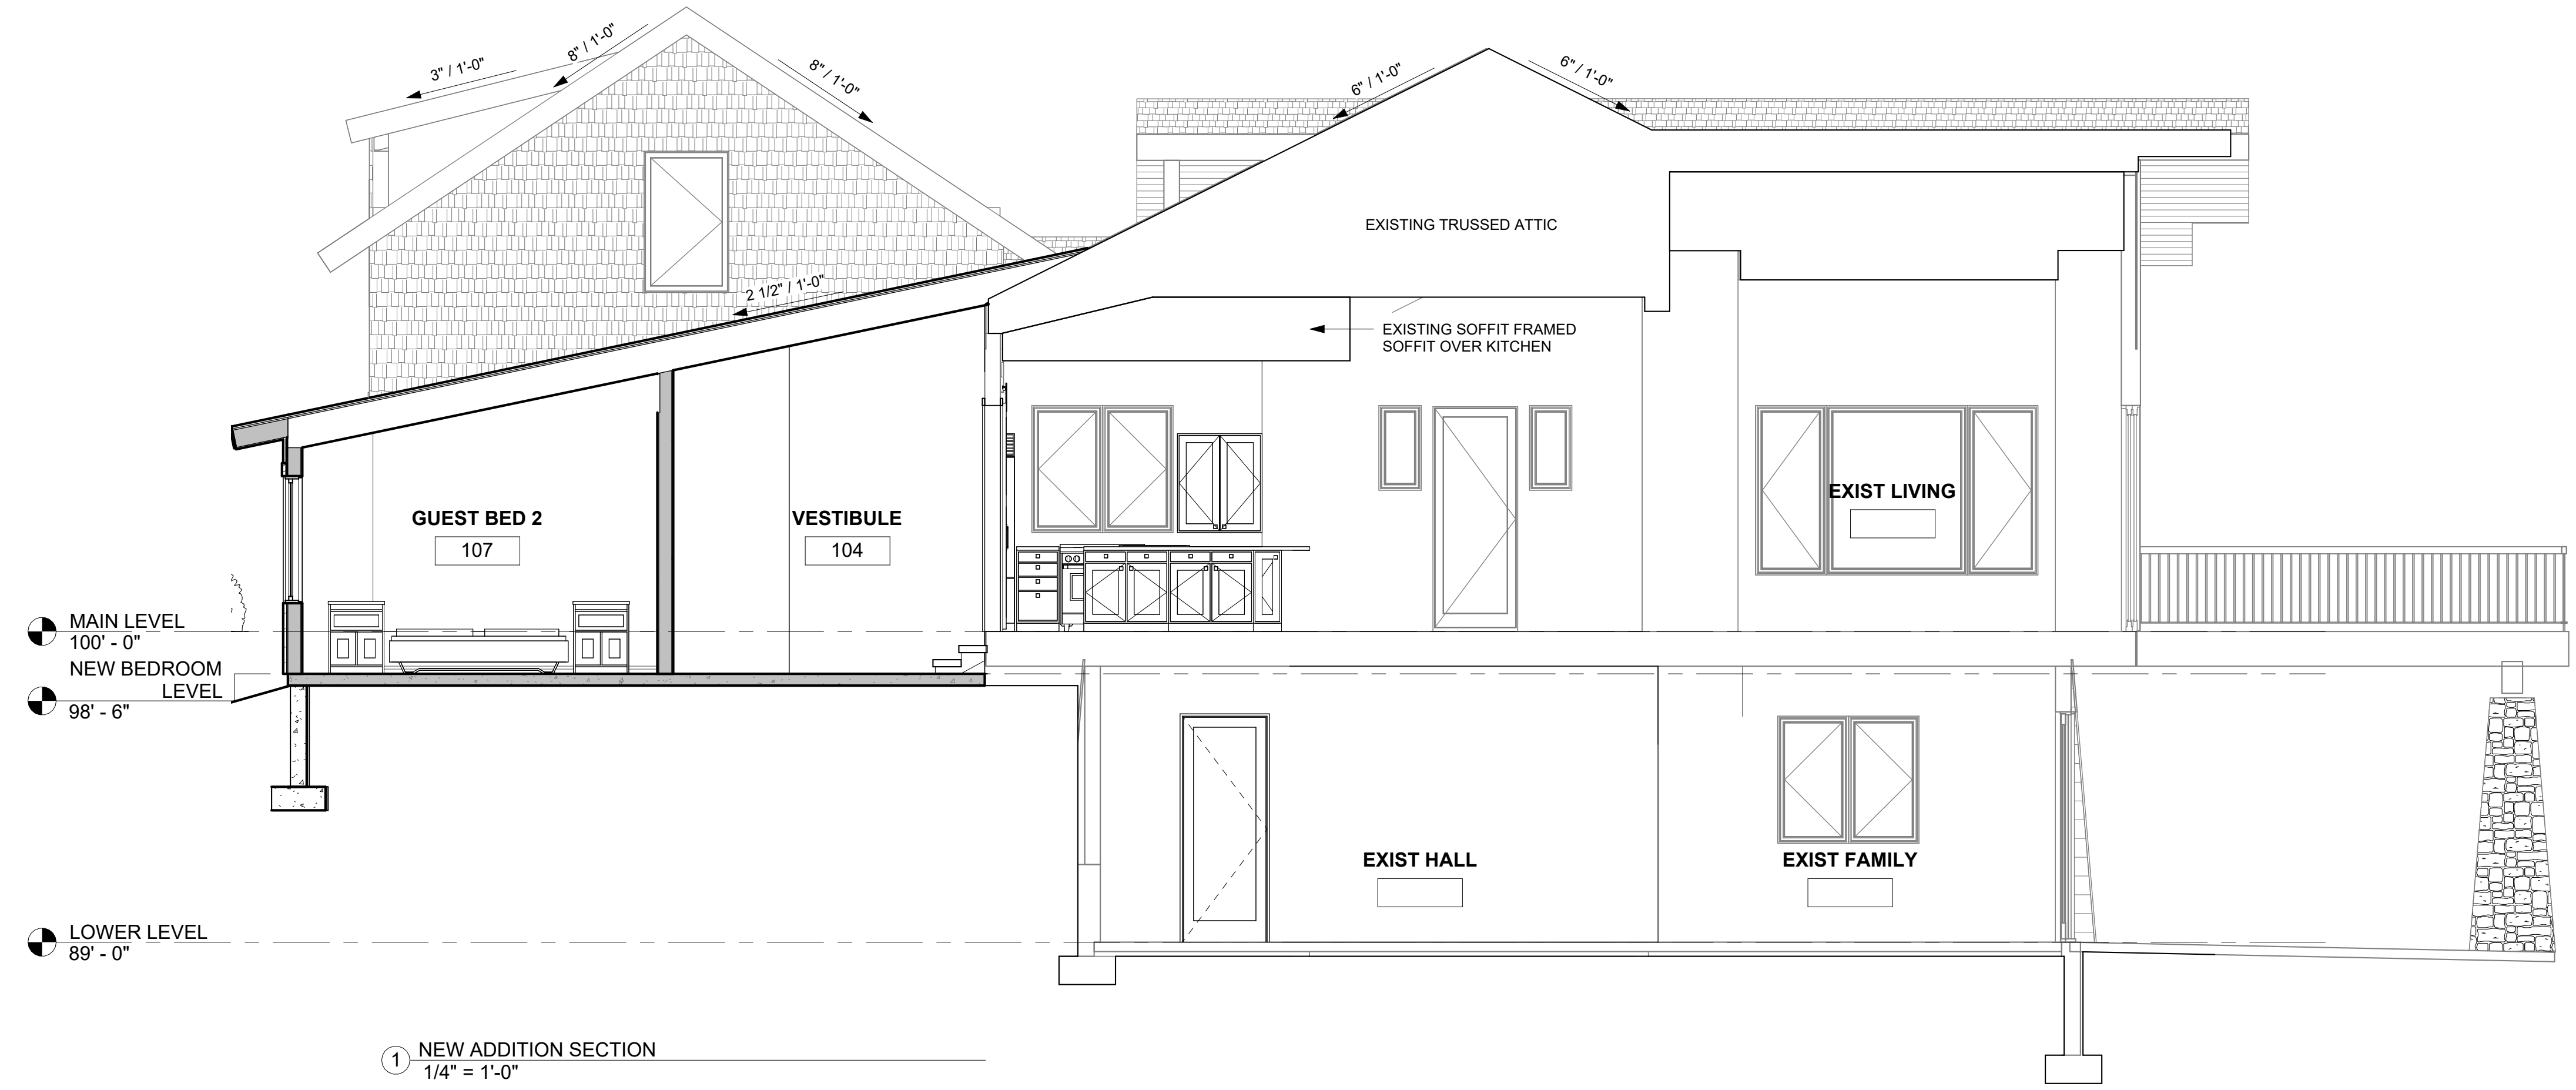 3" / 1'-0"
8" / 1'-0"
8" / 1'-0"
6" / 1'-0"
6" / 1'-0"
EXISTING TRUSSED ATTIC
2 1/2" / 1'-0"
EXISTING SOFFIT FRAMED
SOFFIT OVER KITCHEN
GUEST BED 2
107
VESTIBULE
104
EXIST LIVING
MAIN LEVEL
100' - 0"
NEW BEDROOM
LEVEL
98' - 6"
EXIST HALL
EXIST FAMILY
LOWER LEVEL
89' - 0"
1
NEW ADDITION SECTION
1/4" = 1'-0"